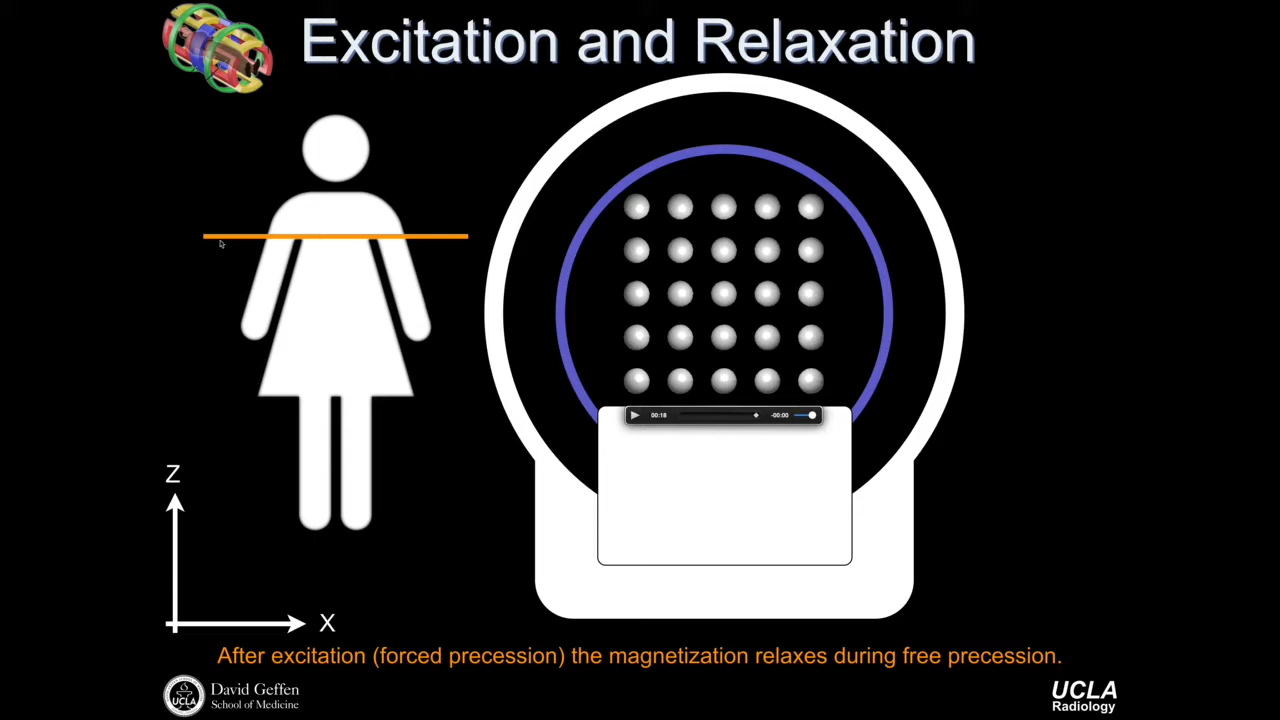 Excitation and Relaxation
00:18
-00:00
Z
X
After excitation (forced precession) the magnetization relaxes during free precession.
UCLA
David Geffen
School of Medicine
UCLA
Radiology